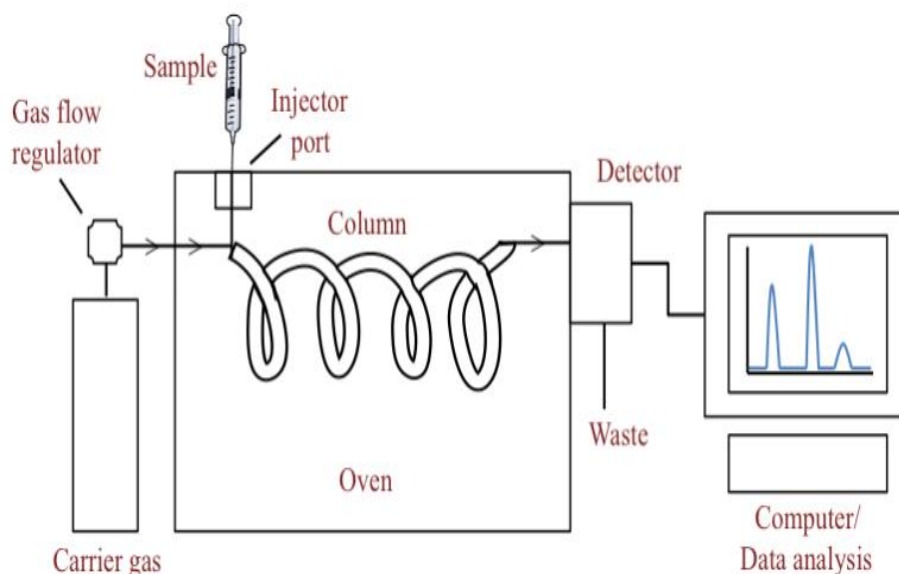 Sample
Gas flow
regulator
Injector
port
Detector
Column
Waste
Oven
Computer/
Data analysis
Carrier gas